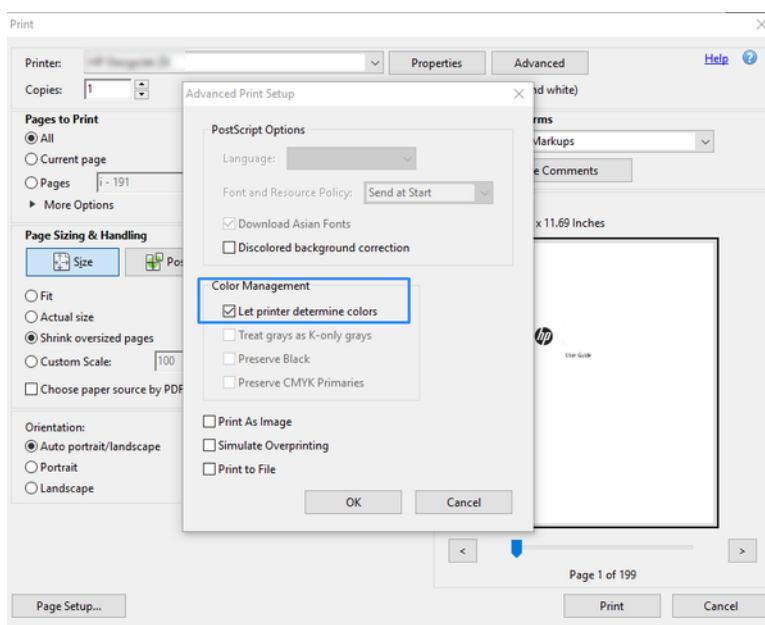 Print
Printer:
Properties
Advanced
Help
Copies:
1
nd white)
Pages to Print
All
Current page
Pages
i - 191
More Options
Page Sizing & Handling
Size
Pos
Fit
Actual size
Shrink oversized pages
Custom Scale:
100
Choose paper source by PDF
Orientation:
Auto portrait/landscape
Portrait
Landscape
Advanced Print Setup
PostScript Options
Language:
Font and Resource Policy:
Send at Start
Download Asian Fonts
Discolored background correction
Color Management
Let printer determine colors
Treat grays as K-only grays
Preserve Black
Preserve CMYK Primaries
Print As Image
Simulate Overprinting
Print to File
OK
Cancel
rms
Markups
e Comments
x 11.69 Inches
hp
User Guide
<
>
Page 1 of 199
Page Setup...
Print
Cancel